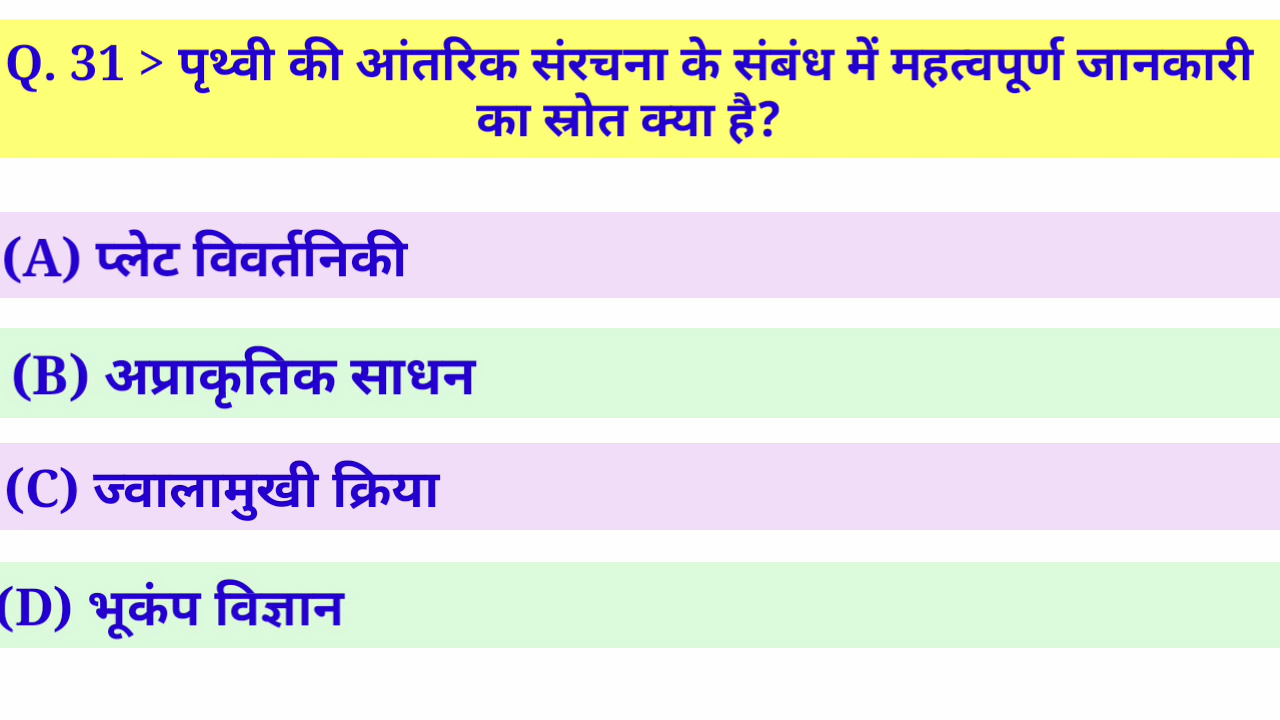 Q. 31 > पृथ्वी की आंतरिक संरचना के संबंध में महत्वपूर्ण जानकारी
का स्रोत क्या है?
(A) प्लेट विवर्तनिकी
(B) अप्राकृतिक साधन
(C) ज्वालामुखी क्रिया
(D) भूकंप विज्ञान